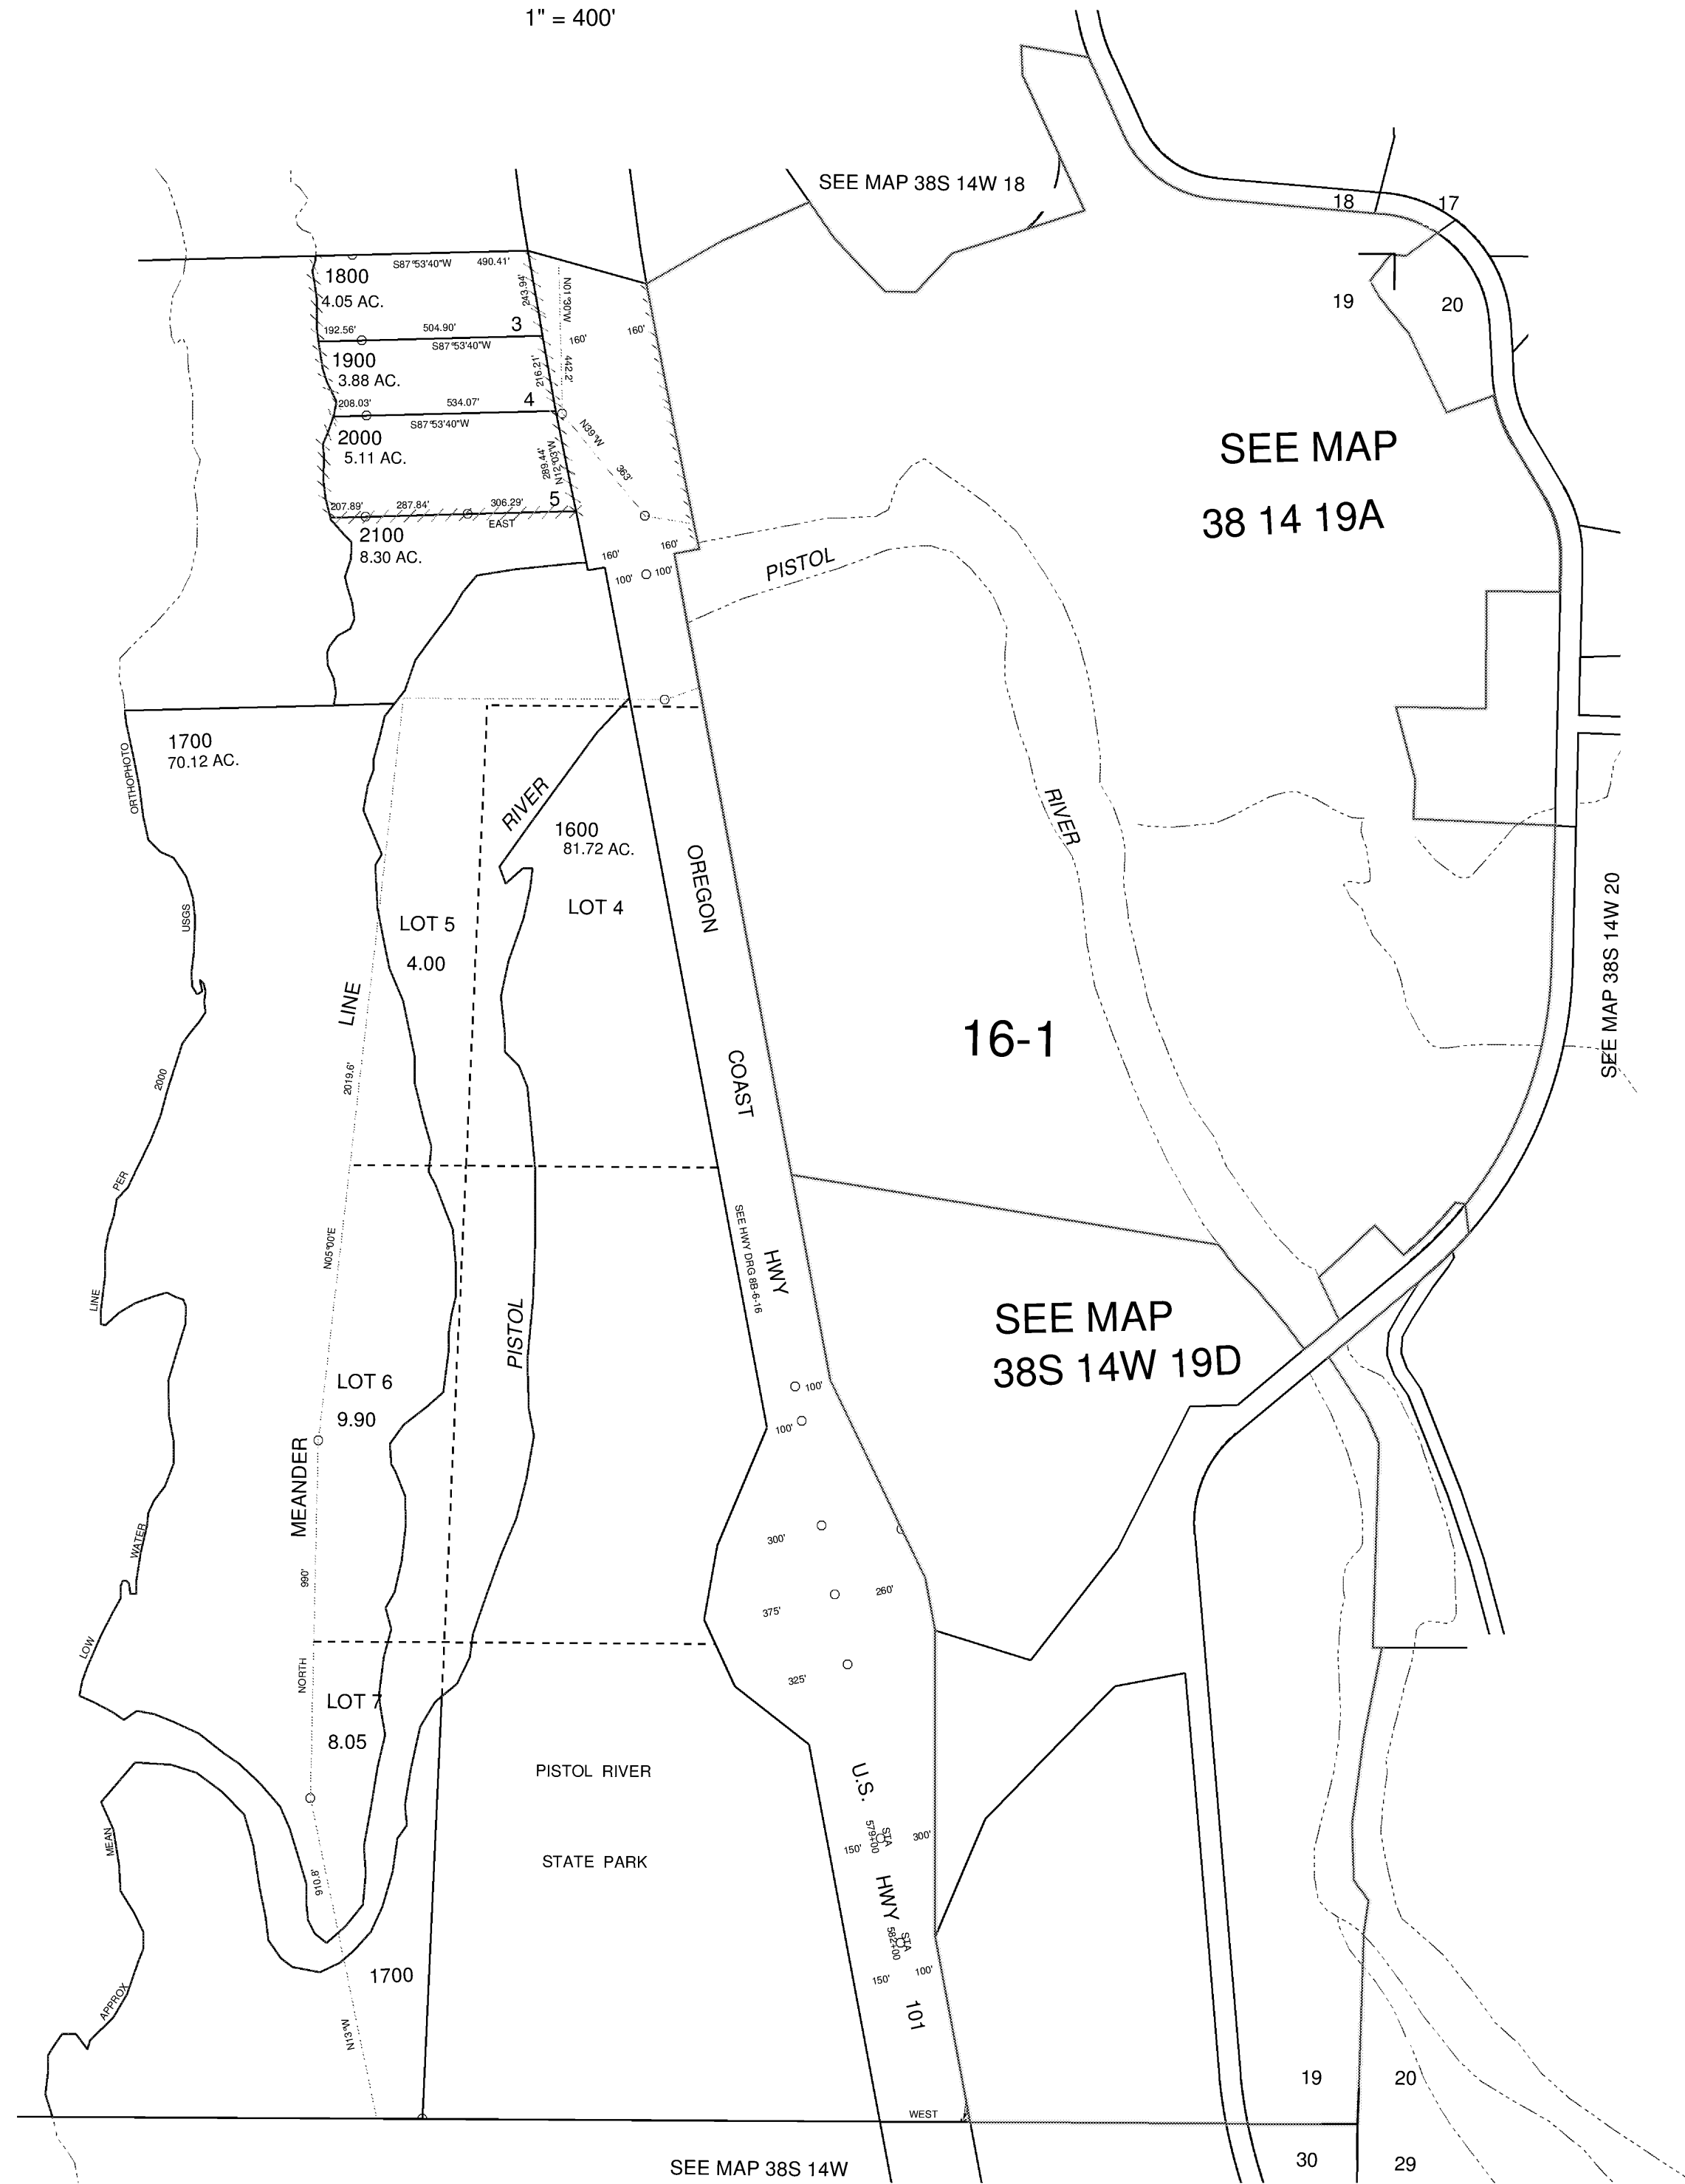 1" = 400'
SEE MAP 38S 14W 18
18
17
19
20
S87°53'40"W
490.41'
1800
4.05 AC.
243.94'
N01°30'W
192.56'
504.90'
3
S87°53'40"W
160'
160'
1900
3.88 AC.
216.21'
442.2'
208.03'
534.07'
4
S87°53'40"W
2000
5.11 AC.
289.44'
N12°03'W
N39°W
363'
207.89'
287.84'
306.29'
5
EAST
2100
8.30 AC.
160'
160'
100'
100'
PISTOL
SEE MAP
38 14 19A
1700
70.12 AC.
ORTHOPHOTO
USGS
2000
PER
LINE
WATER
LOW
MEAN
APPROX
RIVER
1600
81.72 AC.
LOT 4
LOT 5
4.00
LINE
2019.6'
N05°00'E
OREGON
COAST
HWY
SEE HWY DRG 8B-6-16
RIVER
16-1
SEE MAP 38S 14W 20
SEE MAP
38S 14W 19D
PISTOL
LOT 6
9.90
MEANDER
990'
NORTH
LOT 7
8.05
100'
100'
300'
260'
375'
325'
PISTOL RIVER
STATE PARK
U.S.
STA
579+00
300'
150'
HWY
STA
582+00
100'
150'
101
910.8'
1700
N13°W
WEST
19
20
30
29
SEE MAP 38S 14W